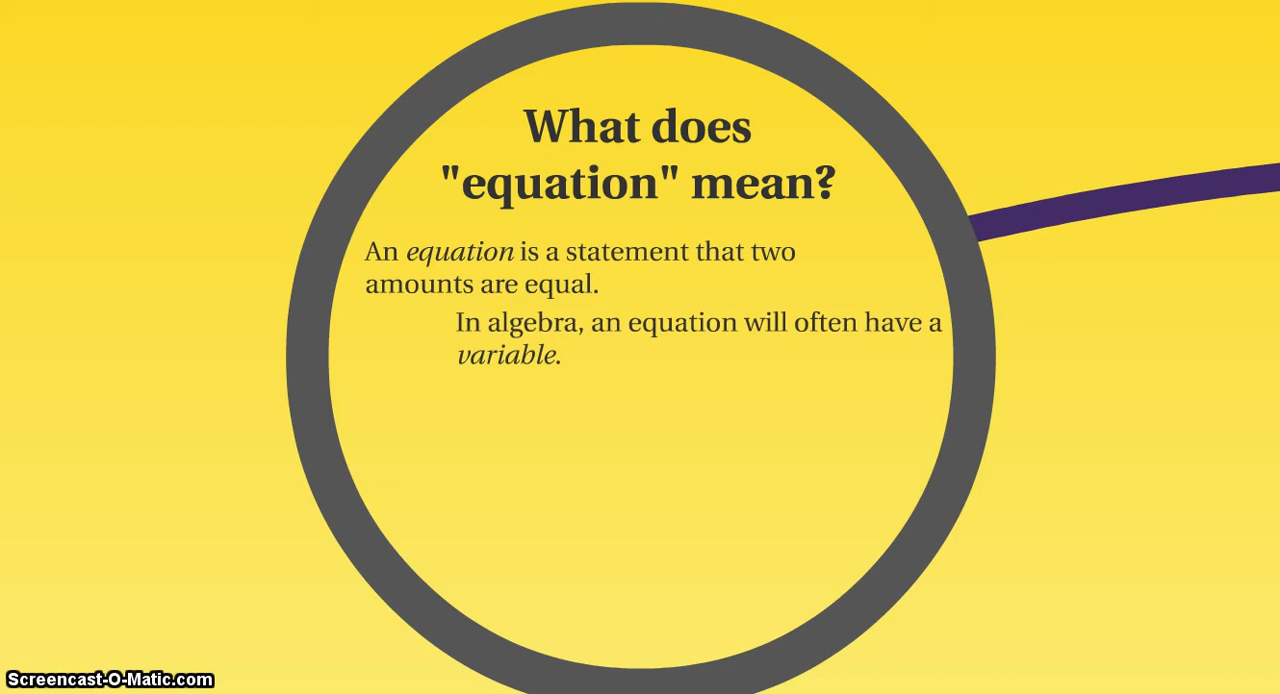 What does
"equation" mean?
An equation is a statement that two
amounts are equal.
In algebra, an equation will often have a
variable.
Screencast-O-Matic.com